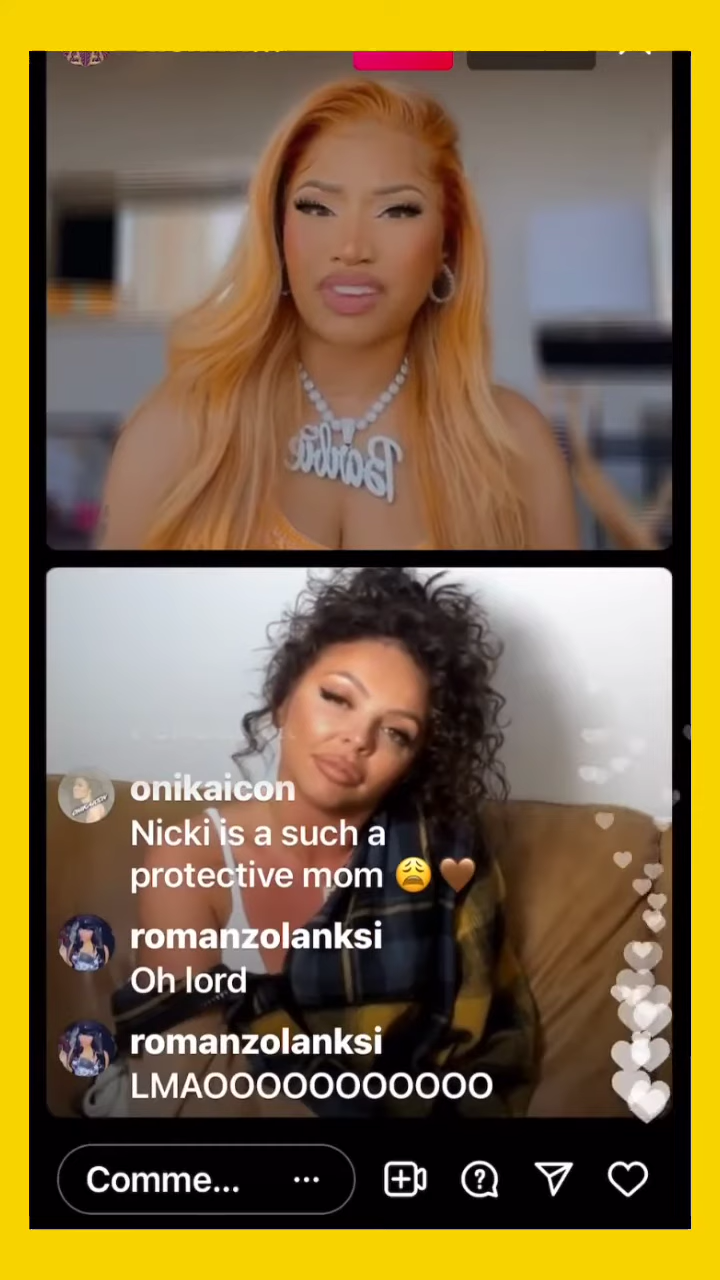 Barbie
onikaicon
Nicki is a such a
protective mom 😩🤎
romanzolanksi
Oh lord
romanzolanksi
LMAOOOOOOOOOOO
Comme...